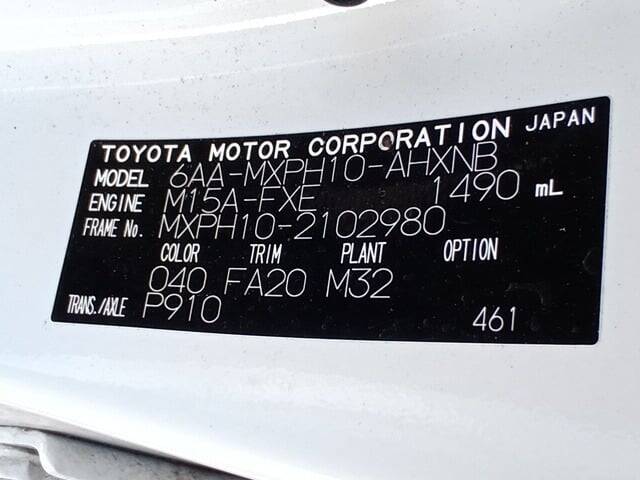 TOYOTA MOTOR CORPORATION JAPAN
MODEL 6AA-MXPH10-AHXNB
ENGINE M15A-FXE 1490 mL
FRAME No. MXPH10-2102980
COLOR TRIM PLANT OPTION
040 FA20 M32
TRANS./AXLE P910 461